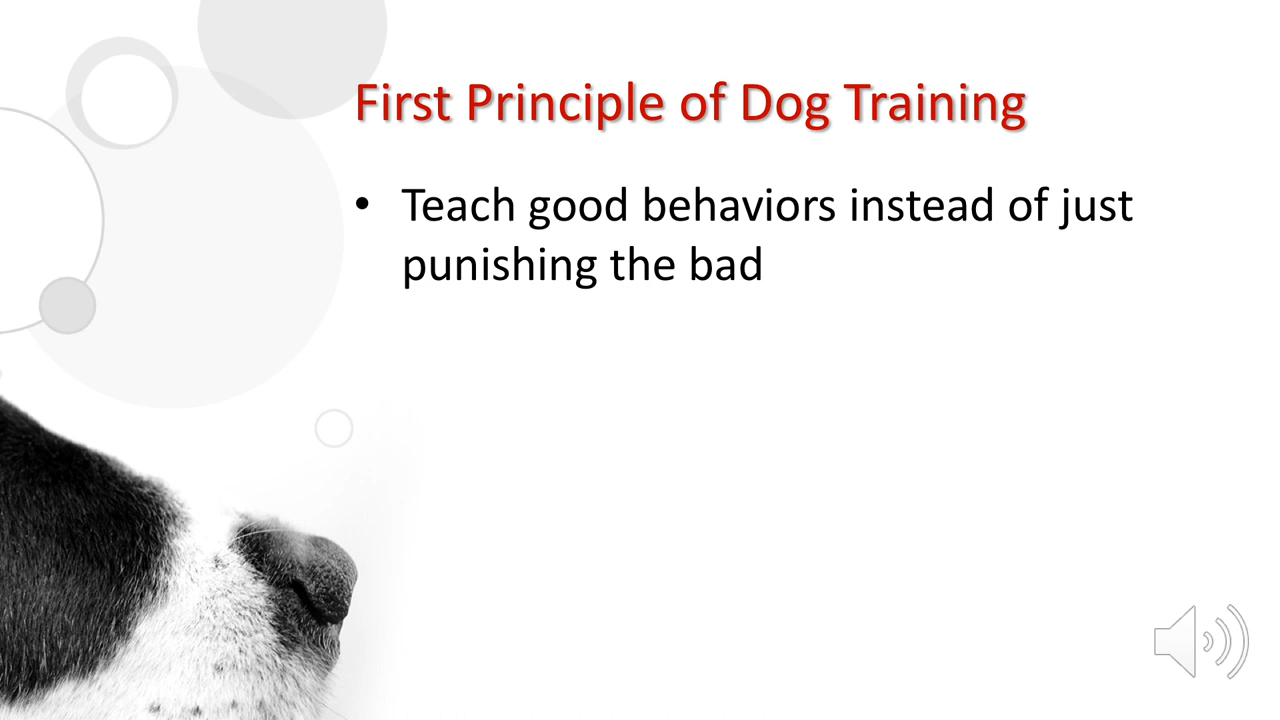 First Principle of Dog Training
• Teach good behaviors instead of just
punishing the bad